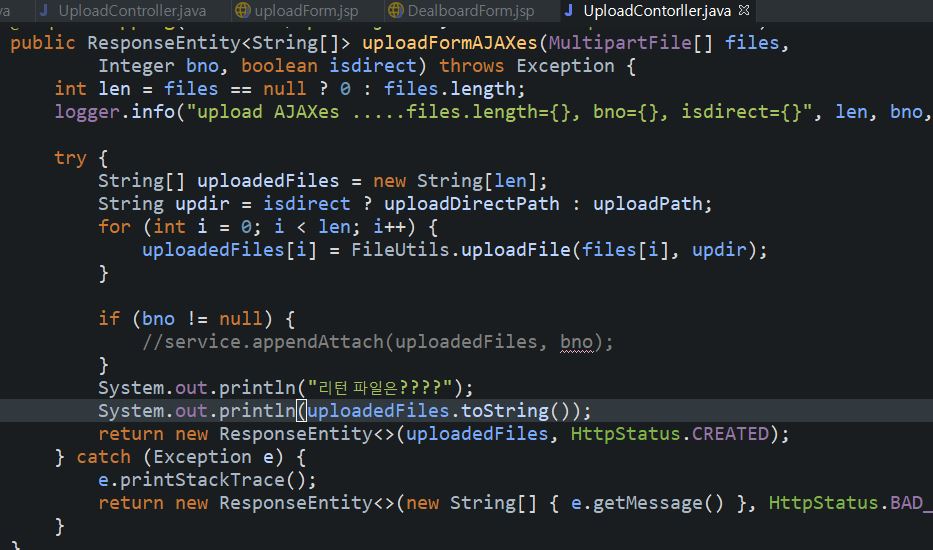 va UploadController.java uploadForm.jsp DealboardForm.jsp UploadContorller.java
public ResponseEntity<String[]> uploadFormAJAXes(MultipartFile[] files,
Integer bno, boolean isdirect) throws Exception {
int len = files == null ? 0 : files.length;
logger.info("upload AJAXes .....files.length={}, bno={}, isdirect={}", len, bno,
try {
String[] uploadedFiles = new String[len];
String updir = isdirect ? uploadDirectPath : uploadPath;
for (int i = 0; i < len; i++) {
uploadedFiles[i] = FileUtils.uploadFile(files[i], updir);
}
if (bno != null) {
//service.appendAttach(uploadedFiles, bno);
}
System.out.println("리턴 파일은????");
System.out.println(uploadedFiles.toString());
return new ResponseEntity<>(uploadedFiles, HttpStatus.CREATED);
} catch (Exception e) {
e.printStackTrace();
return new ResponseEntity<>(new String[] { e.getMessage() }, HttpStatus.BAD_
}
}